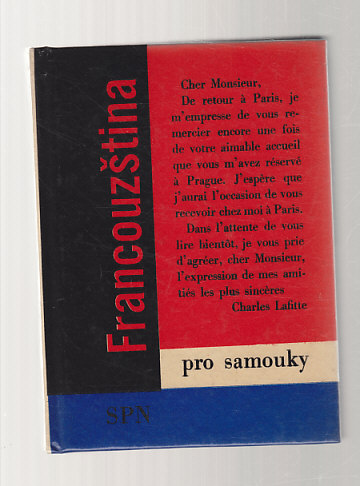 Francouzština
Cher Monsieur,
De retour à Paris, je
m'empresse de vous re-
mercier encore une fois
de votre aimable accueil
que vous m'avez réservé
à Prague. J'espère que
j'aurai l'occasion de vous
recevoir chez moi à Paris.
Dans l'attente de vous
lire bientôt, je vous prie
d'agréer, cher Monsieur,
l'expression de mes ami-
tiés les plus sincères
Charles Lafitte
pro samouky
SPN